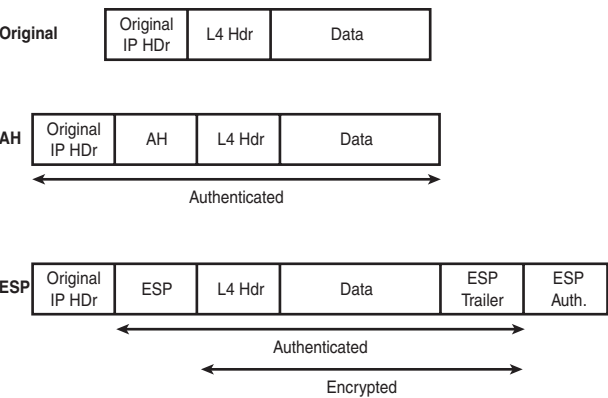 Original
Original
IP HDr
L4 Hdr
Data
AH
Original
IP HDr
AH
L4 Hdr
Data
Authenticated
ESP
Original
IP HDr
ESP
L4 Hdr
Data
ESP
Trailer
ESP
Auth.
Authenticated
Encrypted